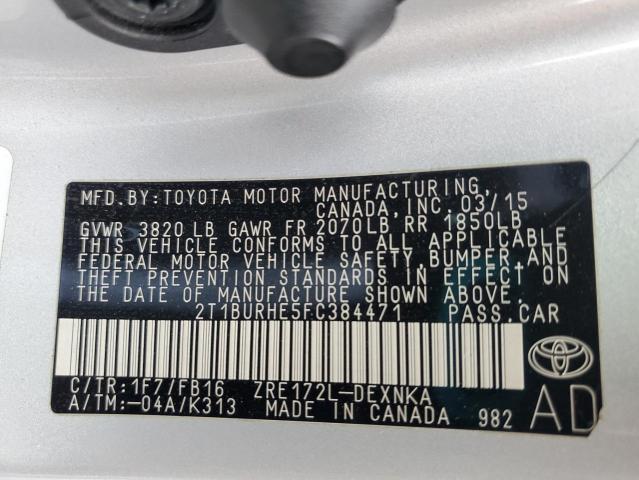 MFD.BY:TOYOTA MOTOR MANUFACTURING,
CANADA,INC. 03/15
GVWR 3820 LB GAWR FR 2070LB RR 1850LB
THIS VEHICLE CONFORMS TO ALL APPLICABLE
FEDERAL MOTOR VEHICLE SAFETY, BUMPER,AND
THEFT PREVENTION STANDARDS IN EFFECT ON
THE DATE OF MANUFACTURE SHOWN ABOVE.
2T1BURHE5FC384471 PASS.CAR
C/TR:1F7/FB16 ZRE172L-DEXNKA
A/TM:-04A/K313 MADE IN CANADA 982
TOYOTA
AD